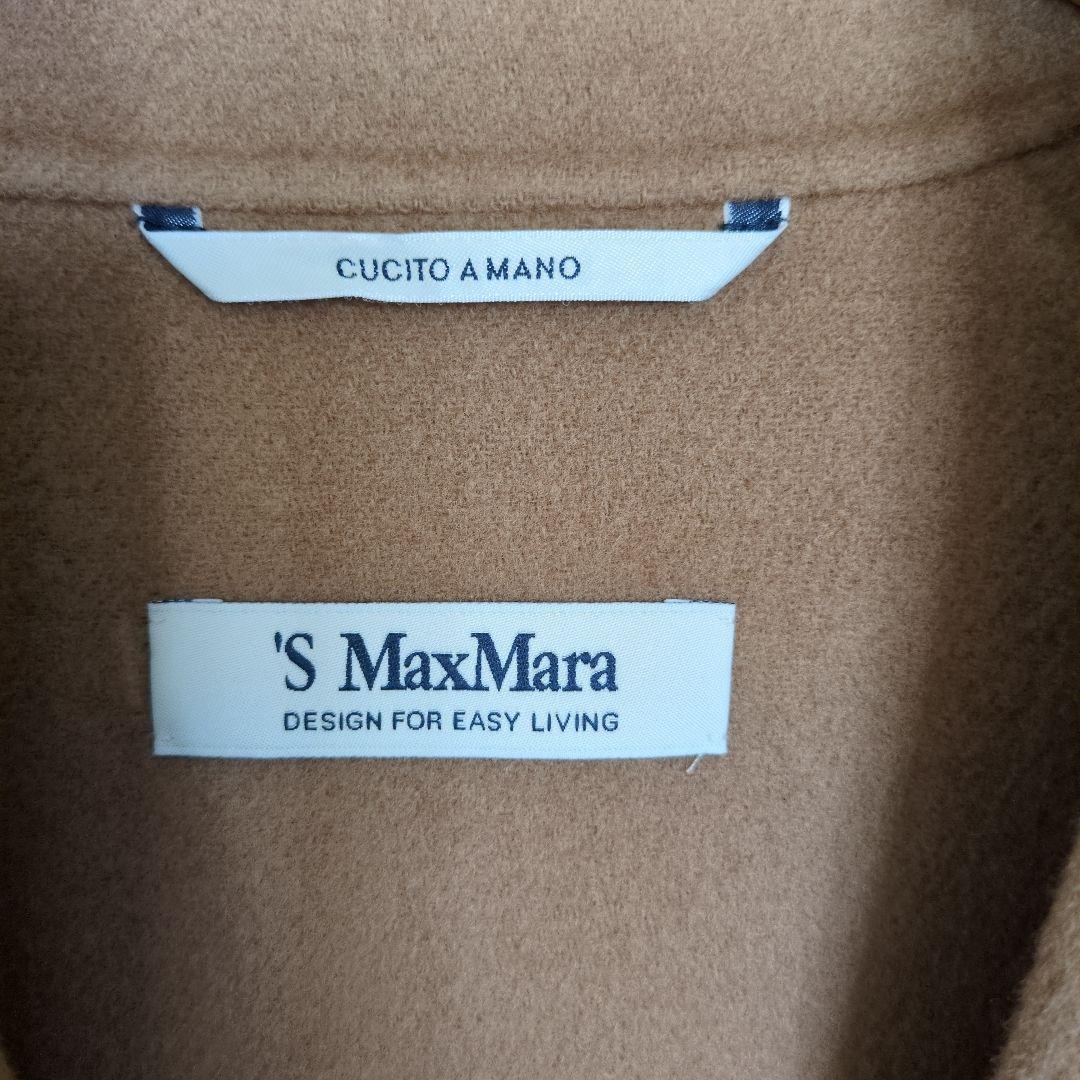 CUCITO A MANO
'S MaxMara
DESIGN FOR EASY LIVING